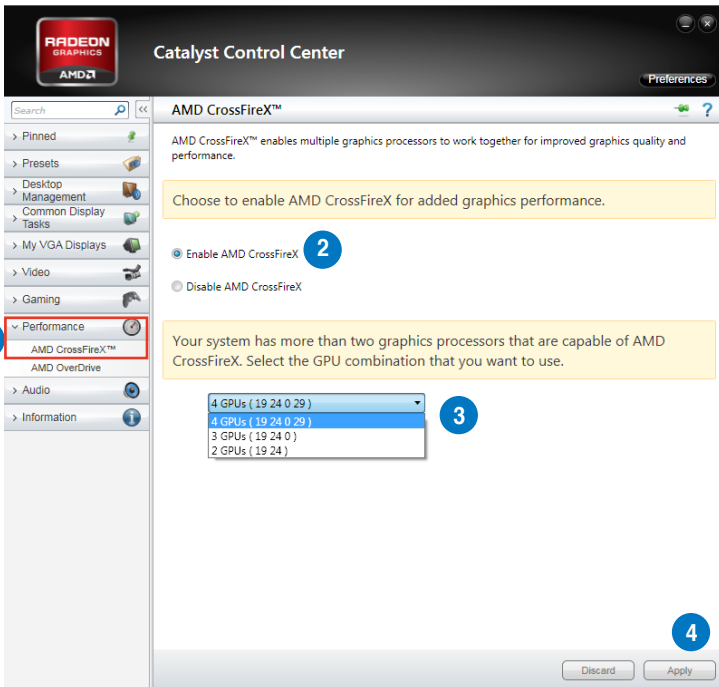 RADEON
GRAPHICS
AMD
Catalyst Control Center
Preferences
Search
AMD CrossFireX™
?
Pinned
Presets
Desktop
Management
Common Display
Tasks
My VGA Displays
Video
Gaming
Performance
AMD CrossFireX™
AMD OverDrive
Audio
Information
AMD CrossFireX™ enables multiple graphics processors to work together for improved graphics quality and
performance.
Choose to enable AMD CrossFireX for added graphics performance.
Enable AMD CrossFireX
2
Disable AMD CrossFireX
Your system has more than two graphics processors that are capable of AMD
CrossFireX. Select the GPU combination that you want to use.
4 GPUs ( 19 24 0 29 )
3
4 GPUs ( 19 24 0 29 )
3 GPUs ( 19 24 0 )
2 GPUs ( 19 24 )
4
Discard
Apply